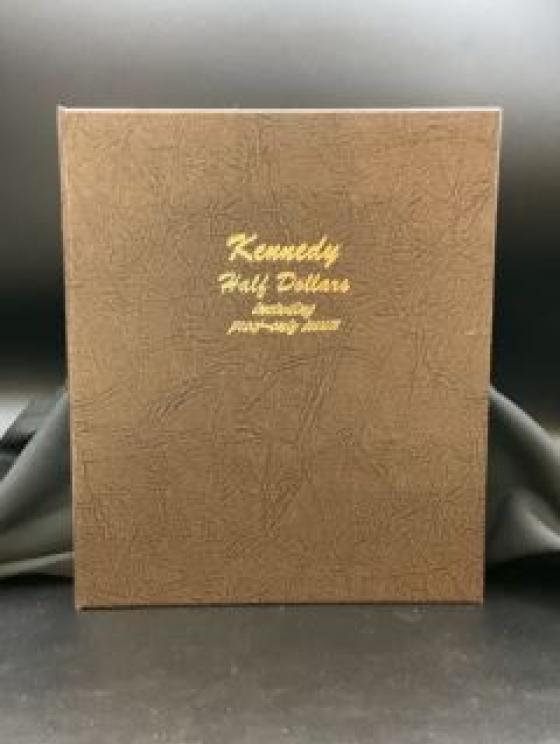 Kennedy
Half Dollars
including
proof-only issues